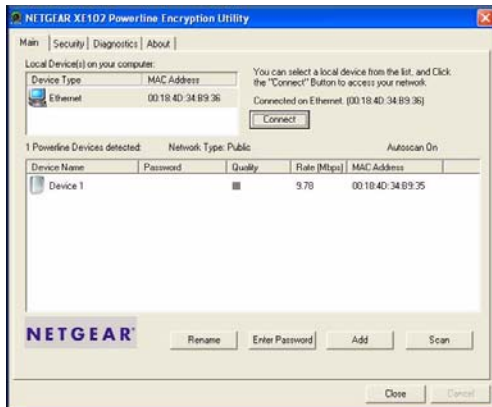 NETGEAR XE102 Powerline Encryption Utility
Main Security Diagnostics About
Local Device(s) on your computer:
Device Type MAC Address
Ethernet 00:18:4D:34:B9:36
You can select a local device from the list, and Click
the "Connect" Button to access your network.
Connected on Ethernet. (00:18:4D:34:B9:36)
Connect
1 Powerline Devices detected: Network Type: Public Autoscan On
Device Name Password Quality Rate [Mbps] MAC Address
Device 1 9.78 00:18:4D:34:B9:35
NETGEAR
Rename Enter Password Add Scan
Close Cancel